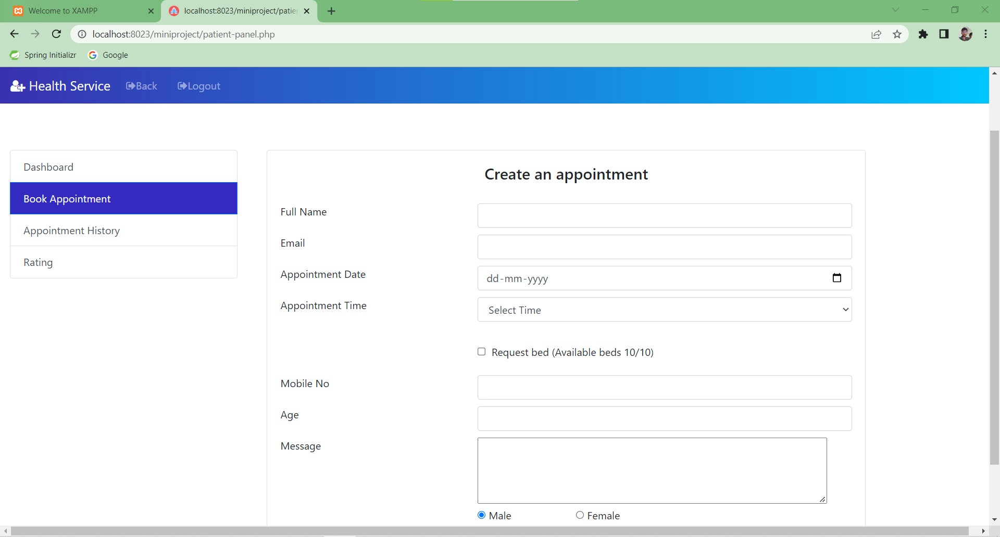 Welcome to XAMPP
localhost:8023/miniproject/patie
localhost:8023/miniproject/patient-panel.php
Spring Initializr Google
Health Service Back Logout
Dashboard
Book Appointment
Appointment History
Rating
Create an appointment
Full Name
Email
Appointment Date dd-mm-yyyy
Appointment Time Select Time
Request bed (Available beds 10/10)
Mobile No
Age
Message
Male Female